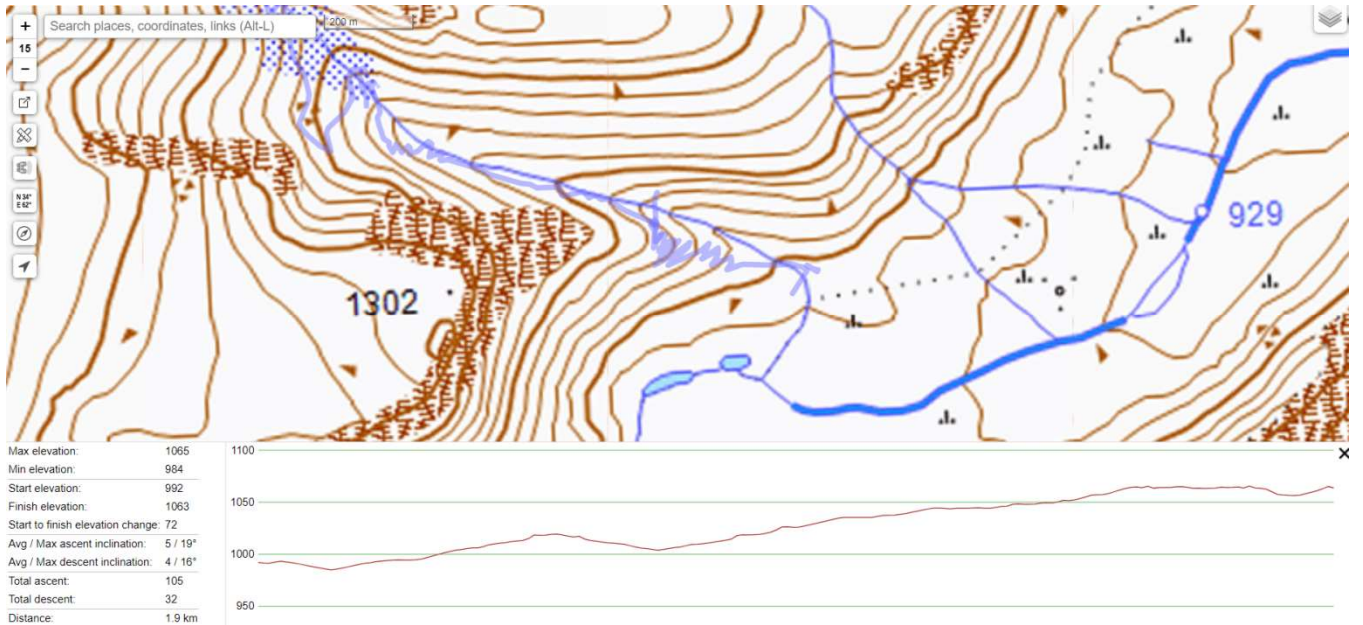 +
Search places, coordinates, links (Alt-L)
200 m
15
−
N 34°
E 62°
929
1302
Max elevation: 1065
Min elevation: 984
Start elevation: 992
Finish elevation: 1063
Start to finish elevation change: 72
Avg / Max ascent inclination: 5 / 19°
Avg / Max descent inclination: 4 / 16°
Total ascent: 105
Total descent: 32
Distance: 1.9 km
1100
1050
1000
950